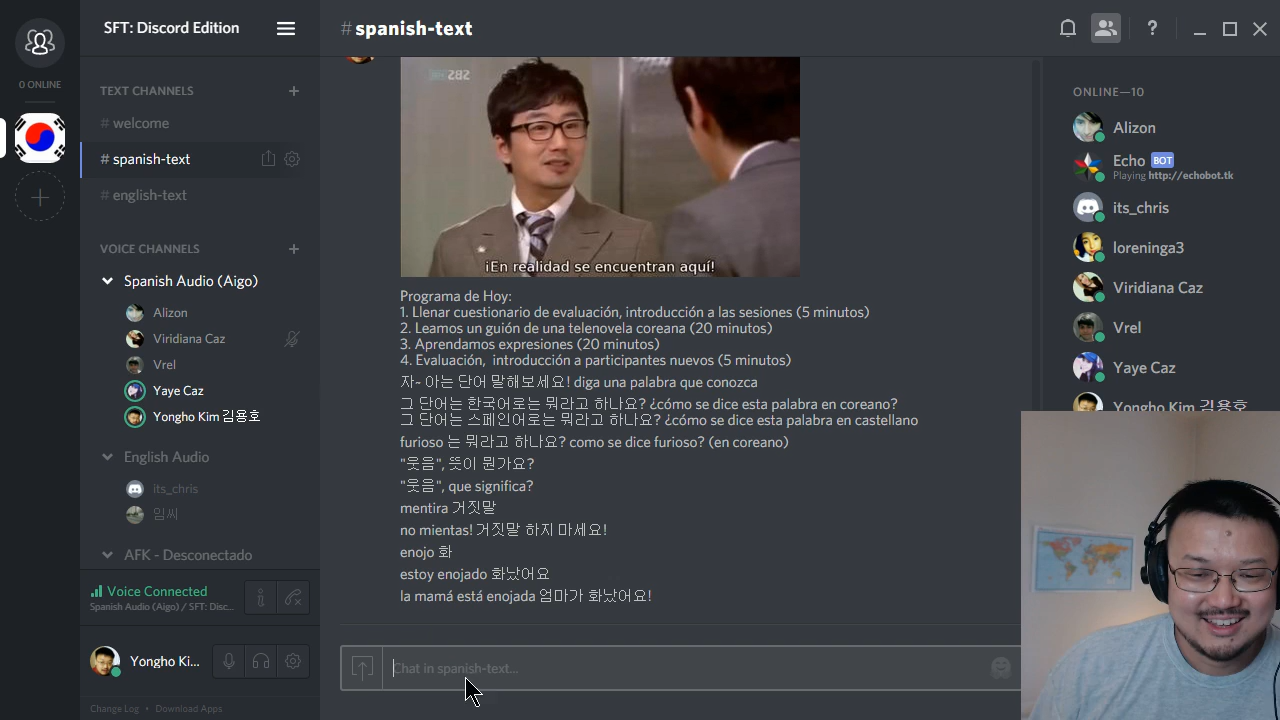 SFT: Discord Edition
#spanish-text
0 ONLINE
TEXT CHANNELS
# welcome
# spanish-text
# english-text
VOICE CHANNELS
Spanish Audio (Aigo)
Alizon
Viridiana Caz
Vrel
Yaye Caz
Yongho Kim 김용호
English Audio
its_chris
임씨
AFK - Desconectado
Voice Connected
Spanish Audio (Aigo) / SFT: Disc...
Yongho Ki...
Change Log • Download Apps
¡En realidad se encuentran aquí!
Programa de Hoy:
1. Llenar cuestionario de evaluación, introducción a las sesiones (5 minutos)
2. Leamos un guión de una telenovela coreana (20 minutos)
3. Aprendamos expresiones (20 minutos)
4. Evaluación, introducción a participantes nuevos (5 minutos)
자- 아는 단어 말해보세요! diga una palabra que conozca
그 단어는 한국어로는 뭐라고 하나요? ¿cómo se dice esta palabra en coreano?
그 단어는 스페인어로는 뭐라고 하나요? ¿cómo se dice esta palabra en castellano
furioso 는 뭐라고 하나요? como se dice furioso? (en coreano)
"웃음", 뜻이 뭔가요?
"웃음", que significa?
mentira 거짓말
no mientas! 거짓말 하지 마세요!
enojo 화
estoy enojado 화났어요
la mamá está enojada 엄마가 화났어요!
Chat in spanish-text...
ONLINE—10
Alizon
Echo BOT
Playing http://echobot.tk
its_chris
loreninga3
Viridiana Caz
Vrel
Yaye Caz
Yongho Kim 김용호